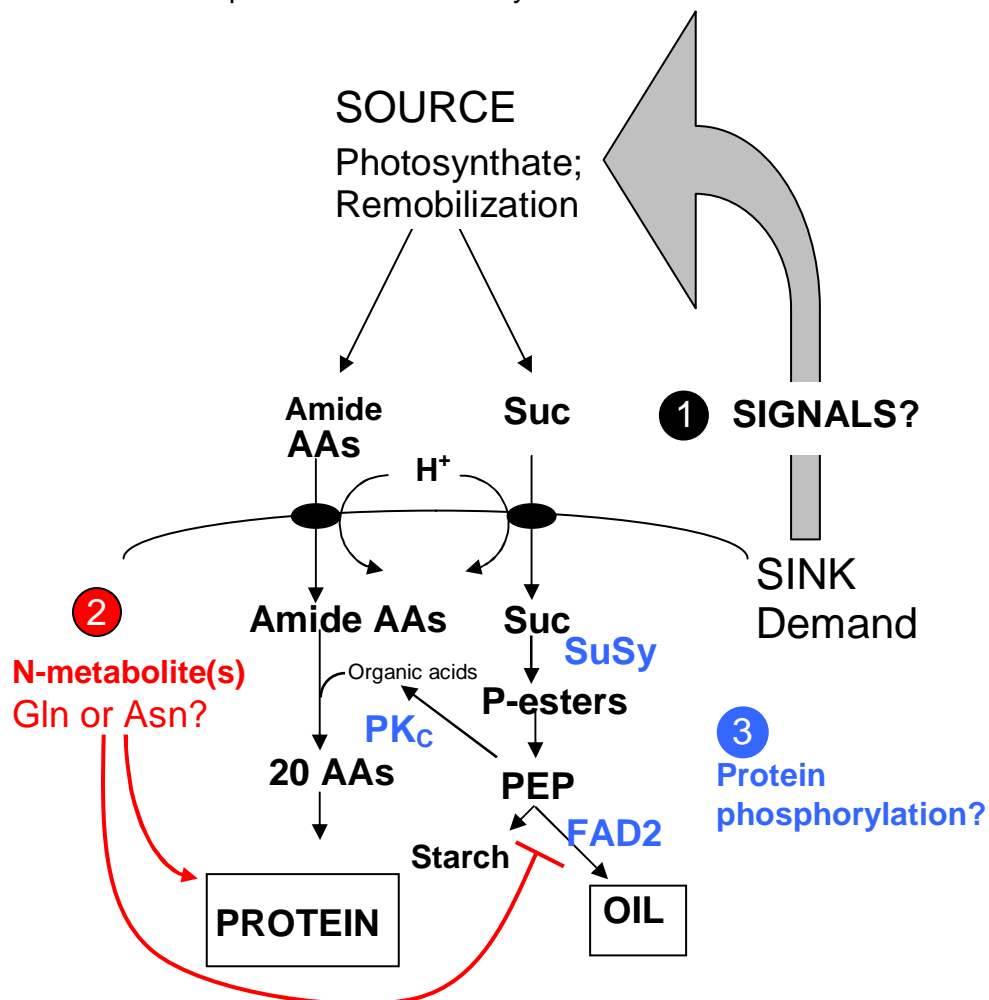 SOURCE
Photosynthate;
Remobilization
Amide
AAs
Suc
1 SIGNALS?
H+
SINK
Demand
2
N-metabolite(s)
Gln or Asn?
Amide AAs
Suc
SuSy
Organic acids
P-esters
PKC
20 AAs
PEP
3
Protein
phosphorylation?
FAD2
Starch
PROTEIN
OIL